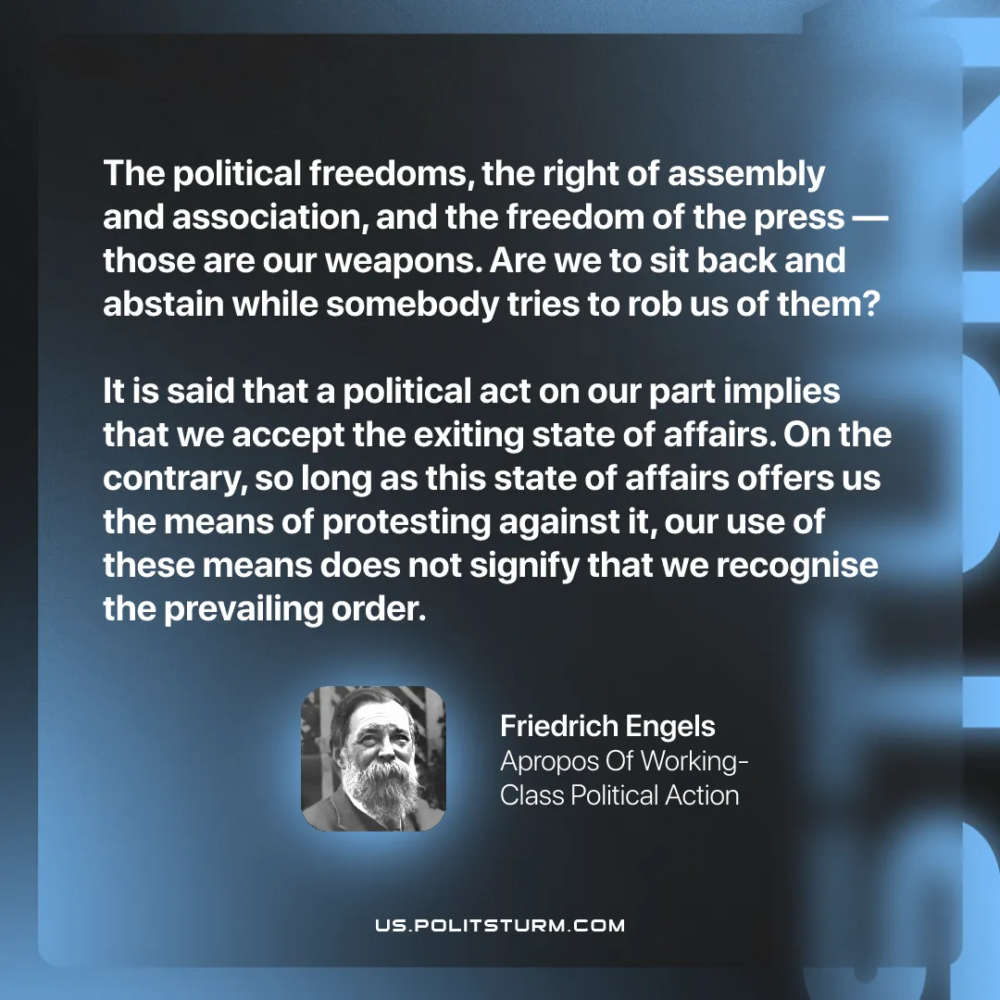 The political freedoms, the right of assembly
and association, and the freedom of the press —
those are our weapons. Are we to sit back and
abstain while somebody tries to rob us of them?
It is said that a political act on our part implies
that we accept the exiting state of affairs. On the
contrary, so long as this state of affairs offers us
the means of protesting against it, our use of
these means does not signify that we recognise
the prevailing order.
Friedrich Engels
Apropos Of Working-
Class Political Action
US.POLITSTURM.COM